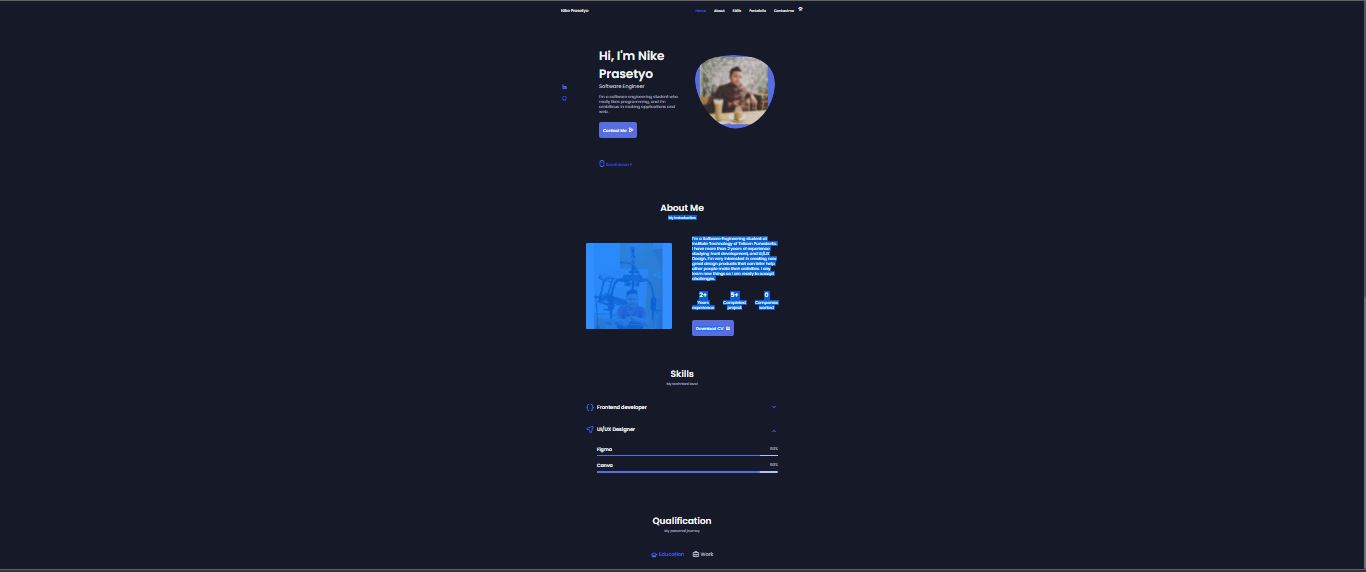 Nike Prasetyo
Home About Skills Portofolio Contactme
Hi, I'm Nike
Prasetyo
Software Engineer
I'm a software engineering student who
really likes programming, and I'm
ambitious in making applications and
web.
Contact Me
Scroll down
About Me
My Introduction
I'm a Software Engineering student at
Institute Technology of Telkom Purwokerto.
I have more than 2 years of experience
studying front development, and UI/UX
Design. I'm very interested in creating new
great design products that can later help
other people make their activities. I any
learn new things so I am ready to accept
challenges.
2+ 5+ 0
Years Completed Companies
experience project worked
Download CV
Skills
My technical level
Frontend developer
UI/UX Designer
Figma
Canva
Qualification
My personal journey
Education Work